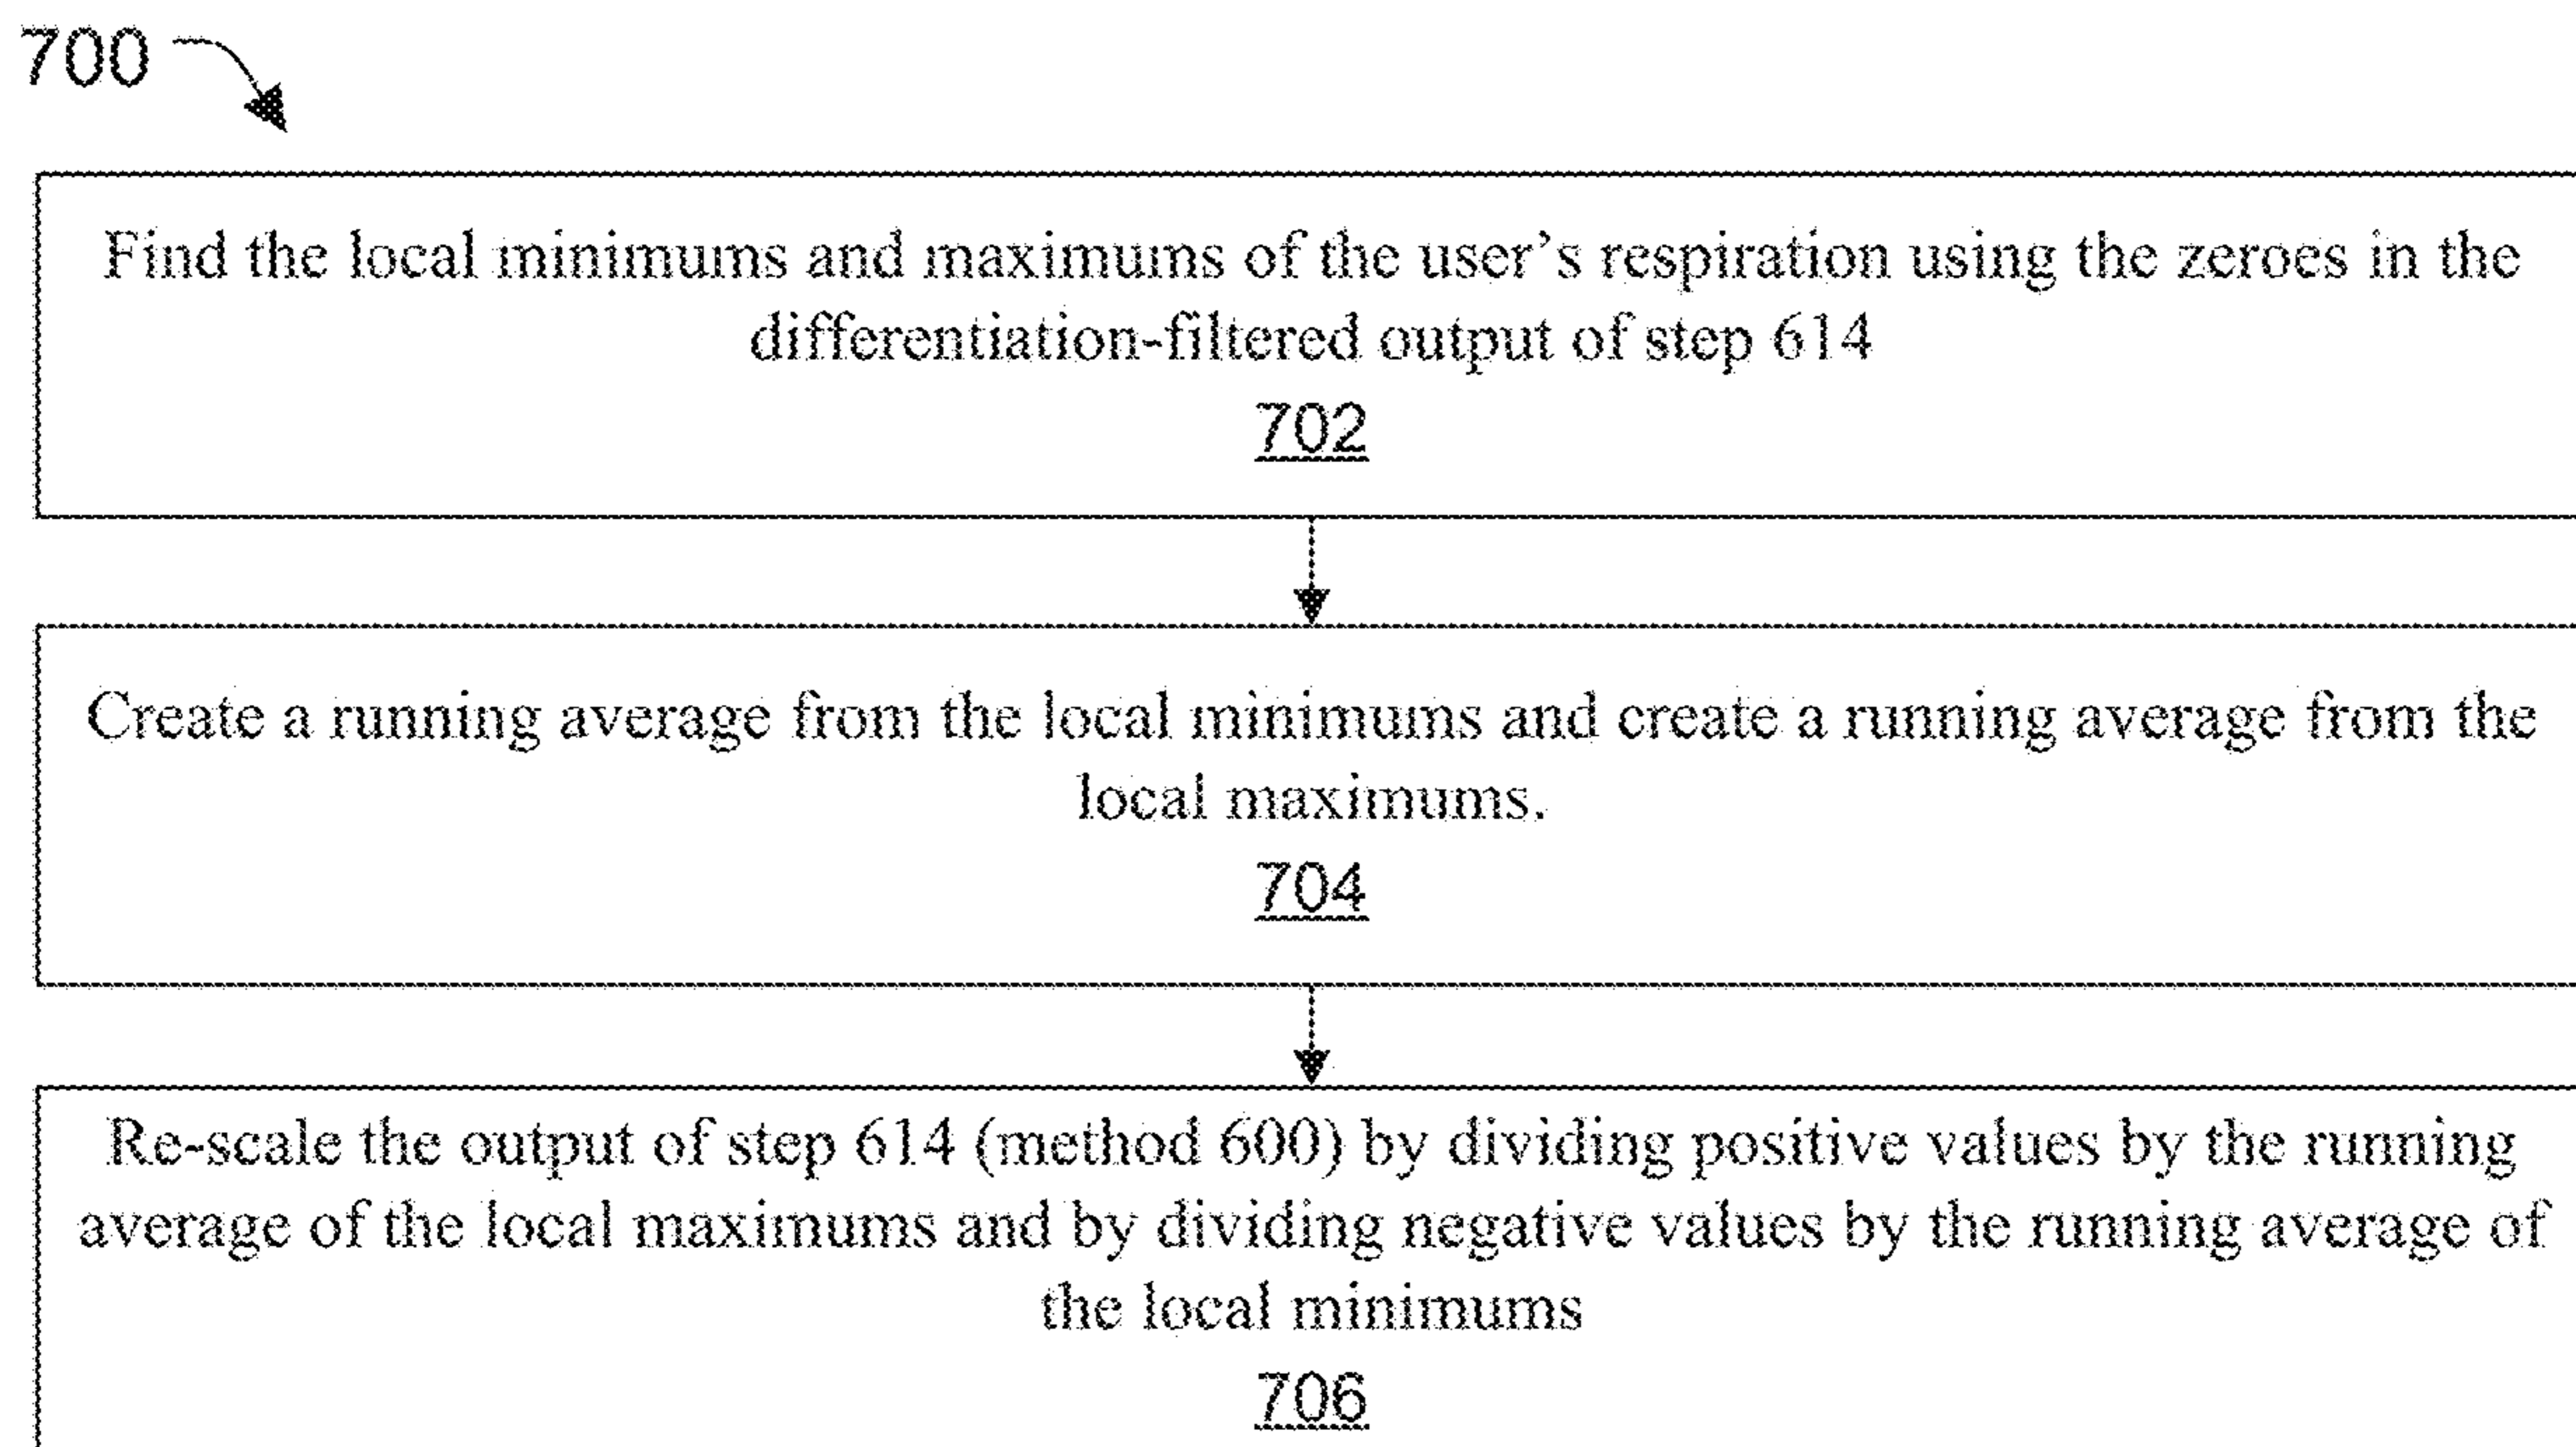 700
Find the local minimums and maximums of the user’s respiration using the zeroes in the
differentiation-filtered output of step 614
702
Create a running average from the local minimums and create a running average from the
local maximums.
704
Re-scale the output of step 614 (method 600) by dividing positive values by the running
average of the local maximums and by dividing negative values by the running average of
the local minimums
706